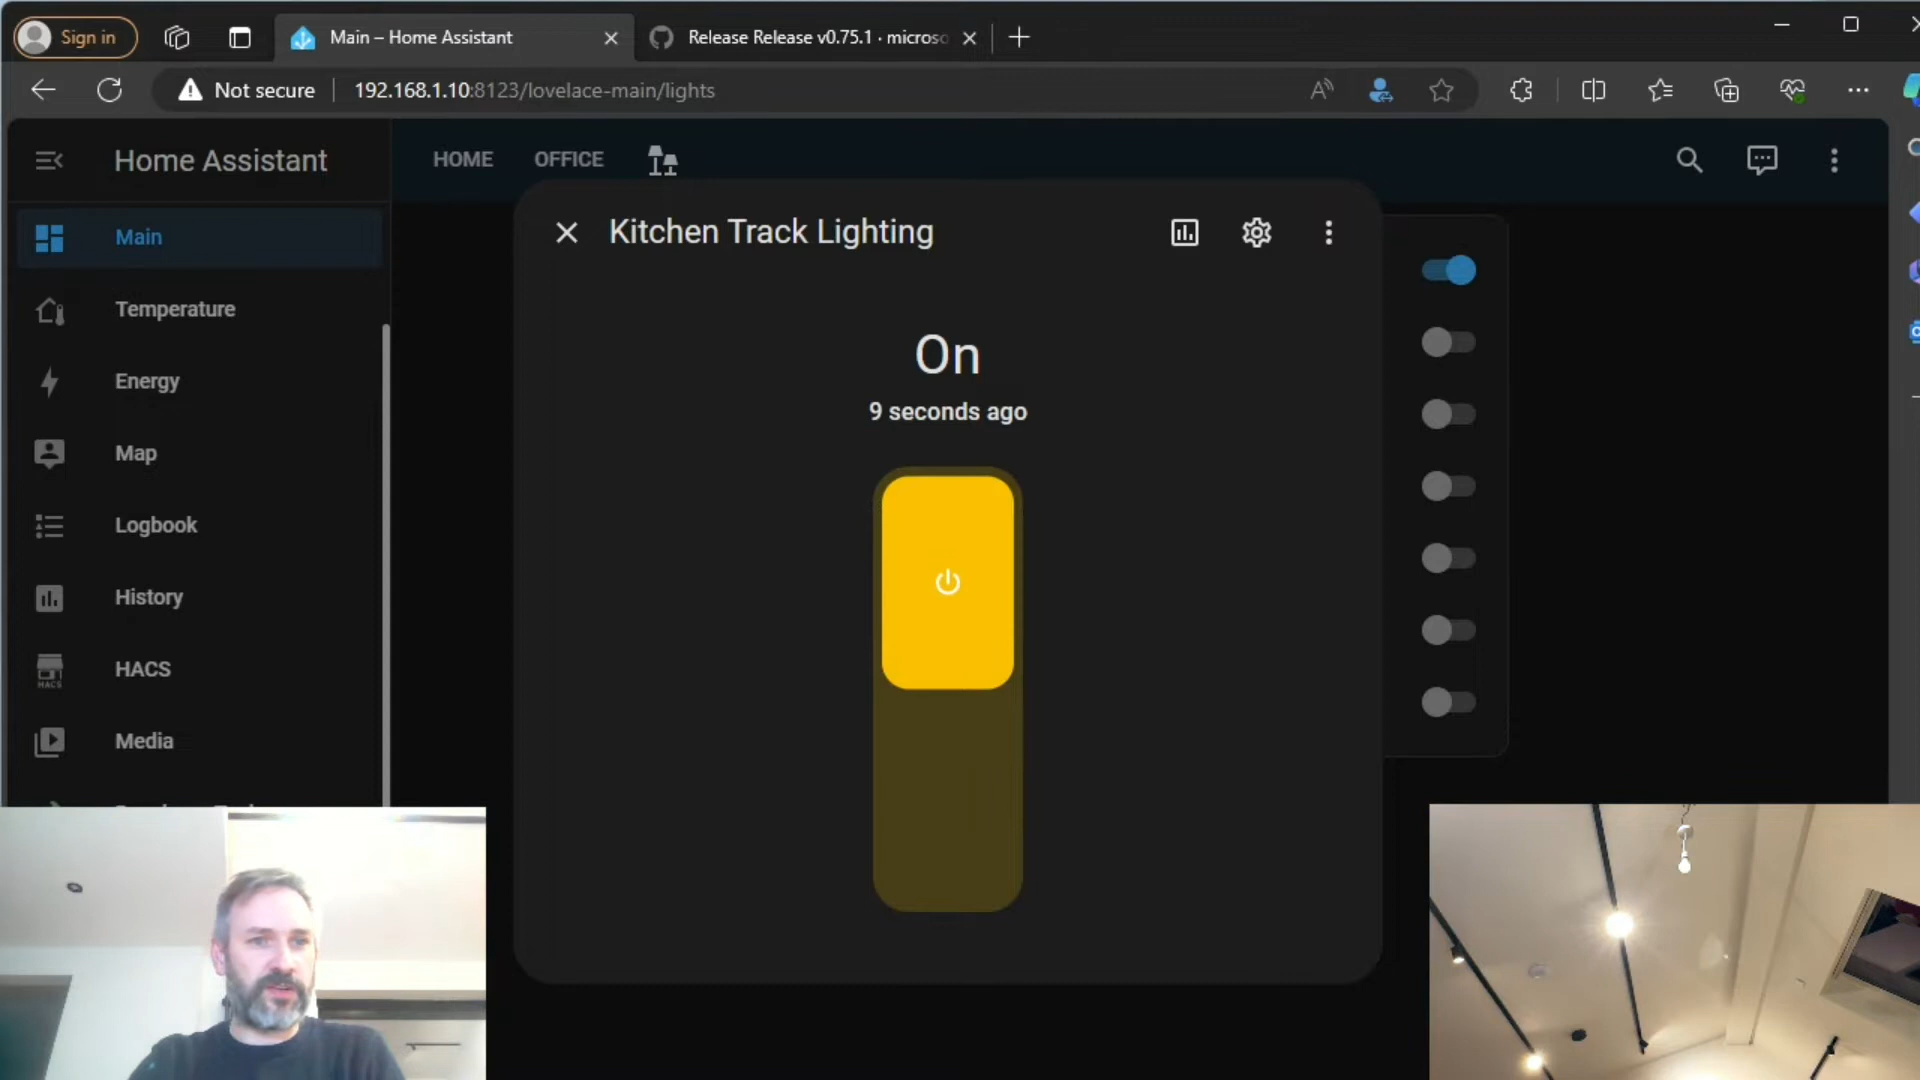 Sign in
Main – Home Assistant
Release Release v0.75.1 · microso
Not secure
192.168.1.10:8123/lovelace-main/lights
Home Assistant
HOME
OFFICE
Kitchen Track Lighting
Main
Temperature
Energy
Map
Logbook
History
HACS
HACS
Media
On
9 seconds ago